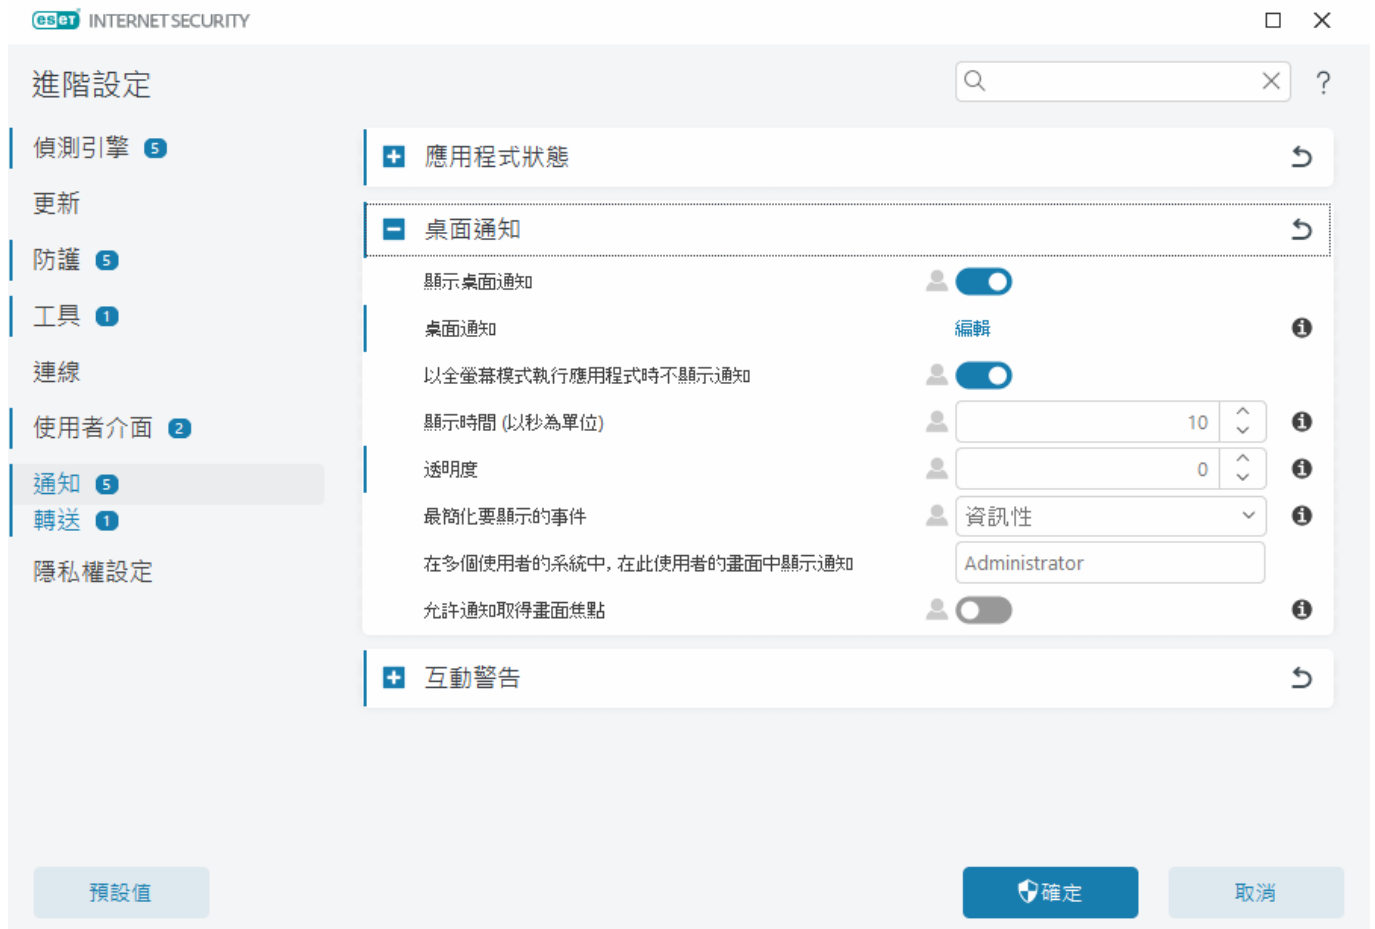 eset INTERNET SECURITY
進階設定
?
偵測引擎 5
更新
防護 5
工具 1
連線
使用者介面 2
通知 5
轉送 1
隱私權設定
應用程式狀態
桌面通知
顯示桌面通知
桌面通知 編輯
以全螢幕模式執行應用程式時不顯示通知
顯示時間 (以秒為單位) 10
透明度 0
最簡化要顯示的事件 資訊性
在多個使用者的系統中, 在此使用者的畫面中顯示通知 Administrator
允許通知取得畫面焦點
互動警告
預設值 確定 取消